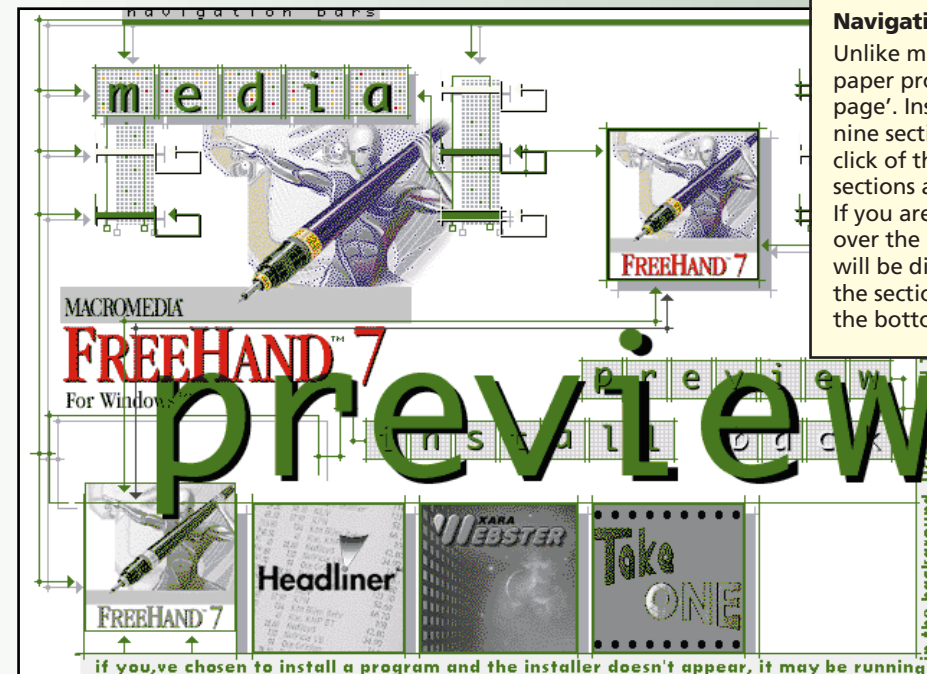 navigation bars
Navigati
Unlike m
paper pro
page'. Ins
nine secti
click of th
sections a
If you are
over the
will be di
the sectio
the botto
media
FREEHAND 7
MACROMEDIA
FREEHAND™ 7
For Windows
preview
preview
install back
FREEHAND 7
Headliner
XARA
WEBSTER
Take
ONE
if you,ve chosen to install a program and the installer doesn't appear, it may be running
in the background